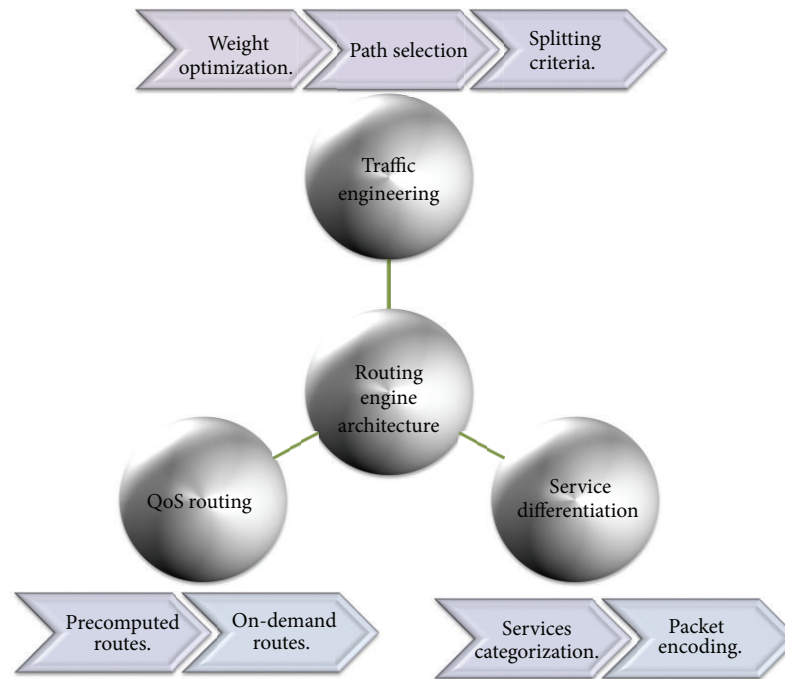 Weight
optimization.
Path selection
Splitting
criteria.
Traffic
engineering
Routing
engine
architecture
QoS routing
Service
differentiation
Precomputed
routes.
On-demand
routes.
Services
categorization.
Packet
encoding.